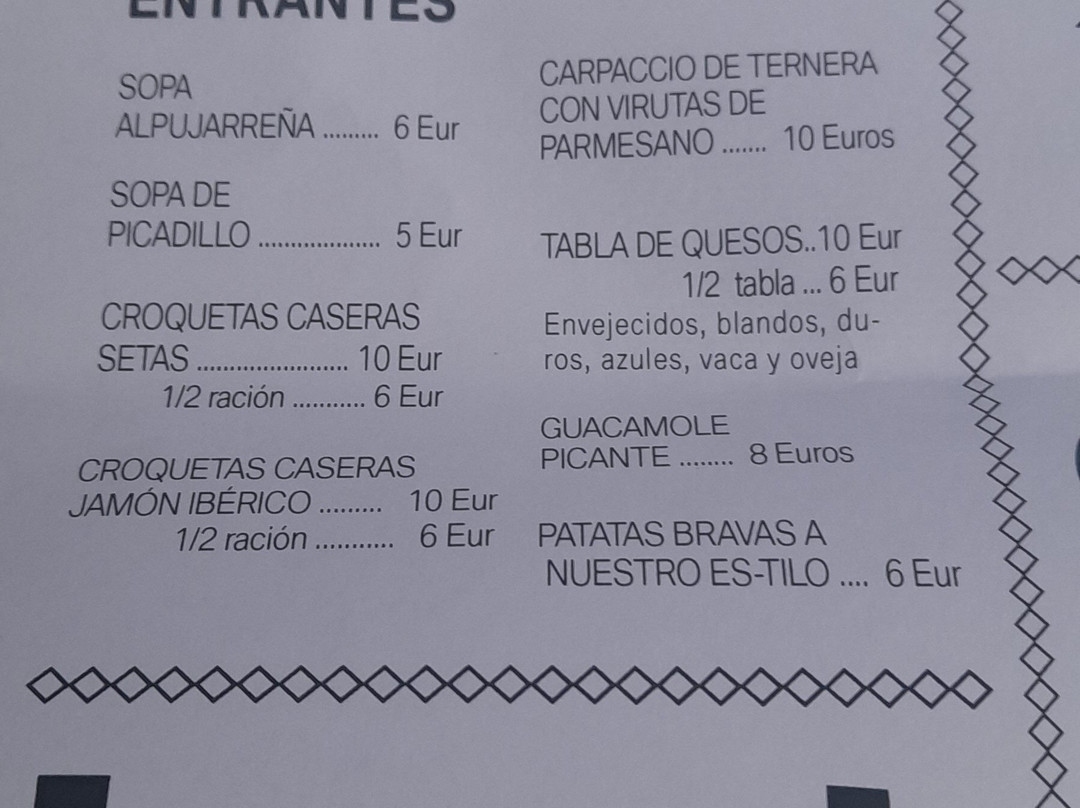 ENTRANTES
SOPA
ALPUJARREÑA ......... 6 Eur
SOPA DE
PICADILLO ................... 5 Eur
CROQUETAS CASERAS
SETAS ....................... 10 Eur
1/2 ración ........... 6 Eur
CROQUETAS CASERAS
JAMÓN IBÉRICO ......... 10 Eur
1/2 ración ........... 6 Eur
CARPACCIO DE TERNERA
CON VIRUTAS DE
PARMESANO ....... 10 Euros
TABLA DE QUESOS..10 Eur
1/2 tabla ... 6 Eur
Envejecidos, blandos, du-
ros, azules, vaca y oveja
GUACAMOLE
PICANTE ........ 8 Euros
PATATAS BRAVAS A
NUESTRO ES-TILO .... 6 Eur